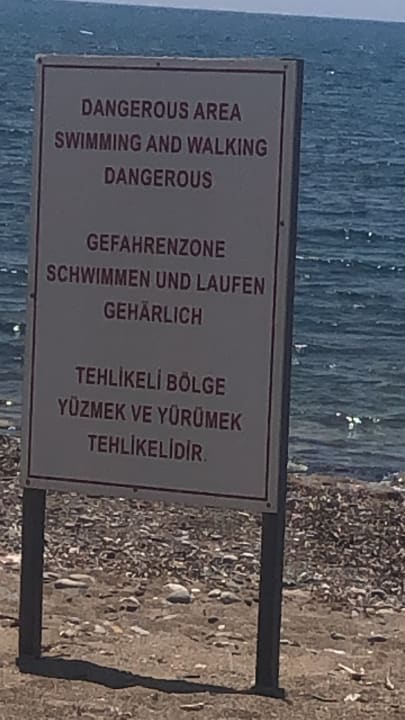 DANGEROUS AREA
SWIMMING AND WALKING
DANGEROUS
GEFAHRENZONE
SCHWIMMEN UND LAUFEN
GEHÄRLICH
TEHLİKELİ BÖLGE
YÜZMEK VE YÜRÜMEK
TEHLİKELİDİR.